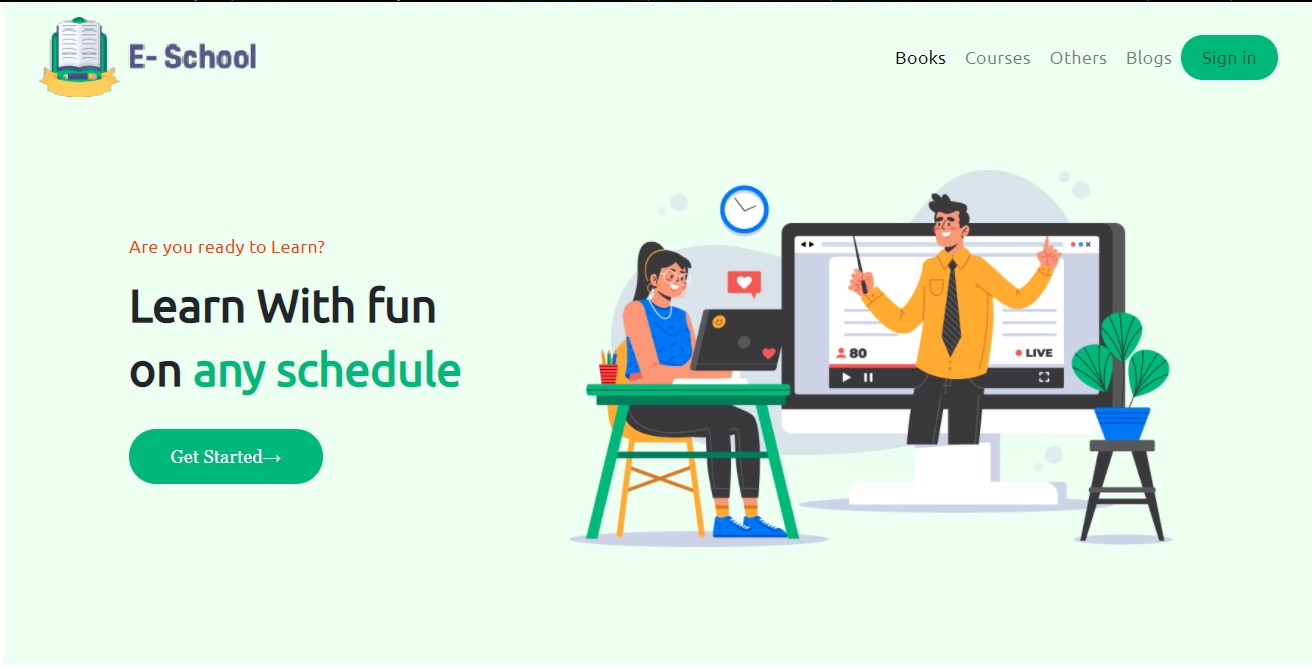 E- School
Books Courses Others Blogs Sign in
Are you ready to Learn?
Learn With fun
on any schedule
Get Started→
80
LIVE